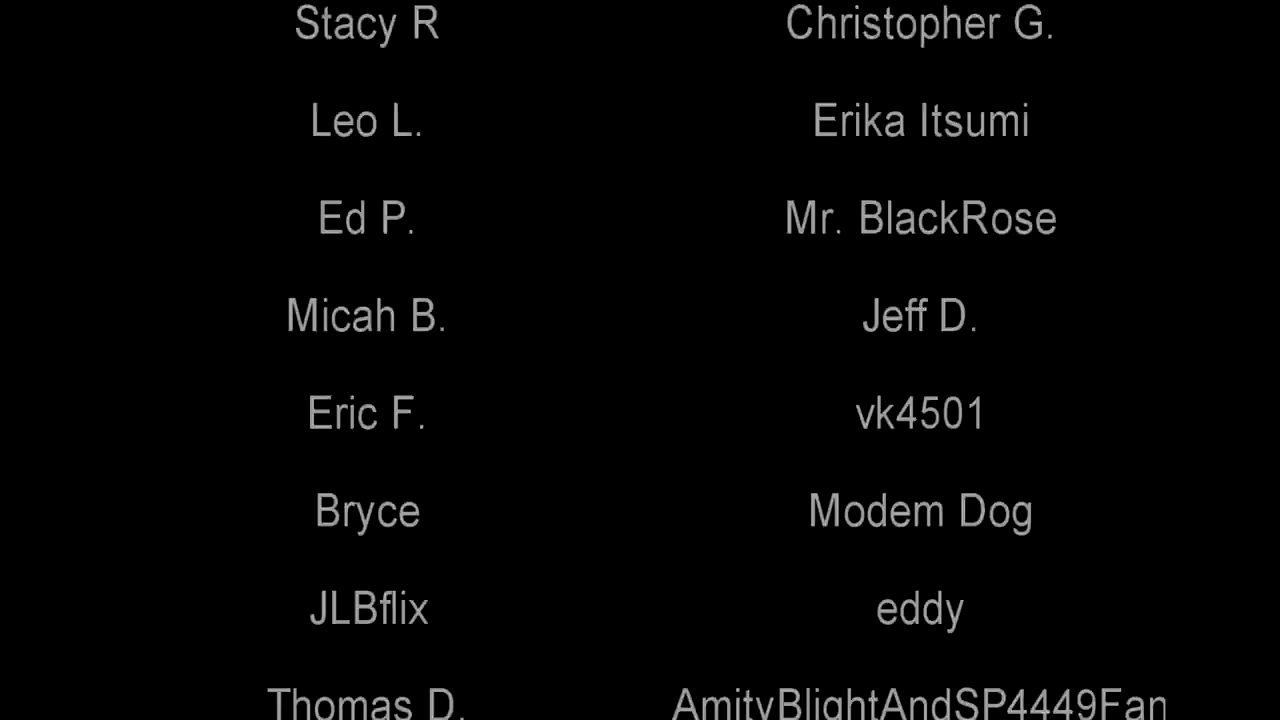 Stacy R Christopher G.
Leo L. Erika Itsumi
Ed P. Mr. BlackRose
Micah B. Jeff D.
Eric F. vk4501
Bryce Modem Dog
JLBflix eddy
Thomas D. AmityBlightAndSP4449Fan